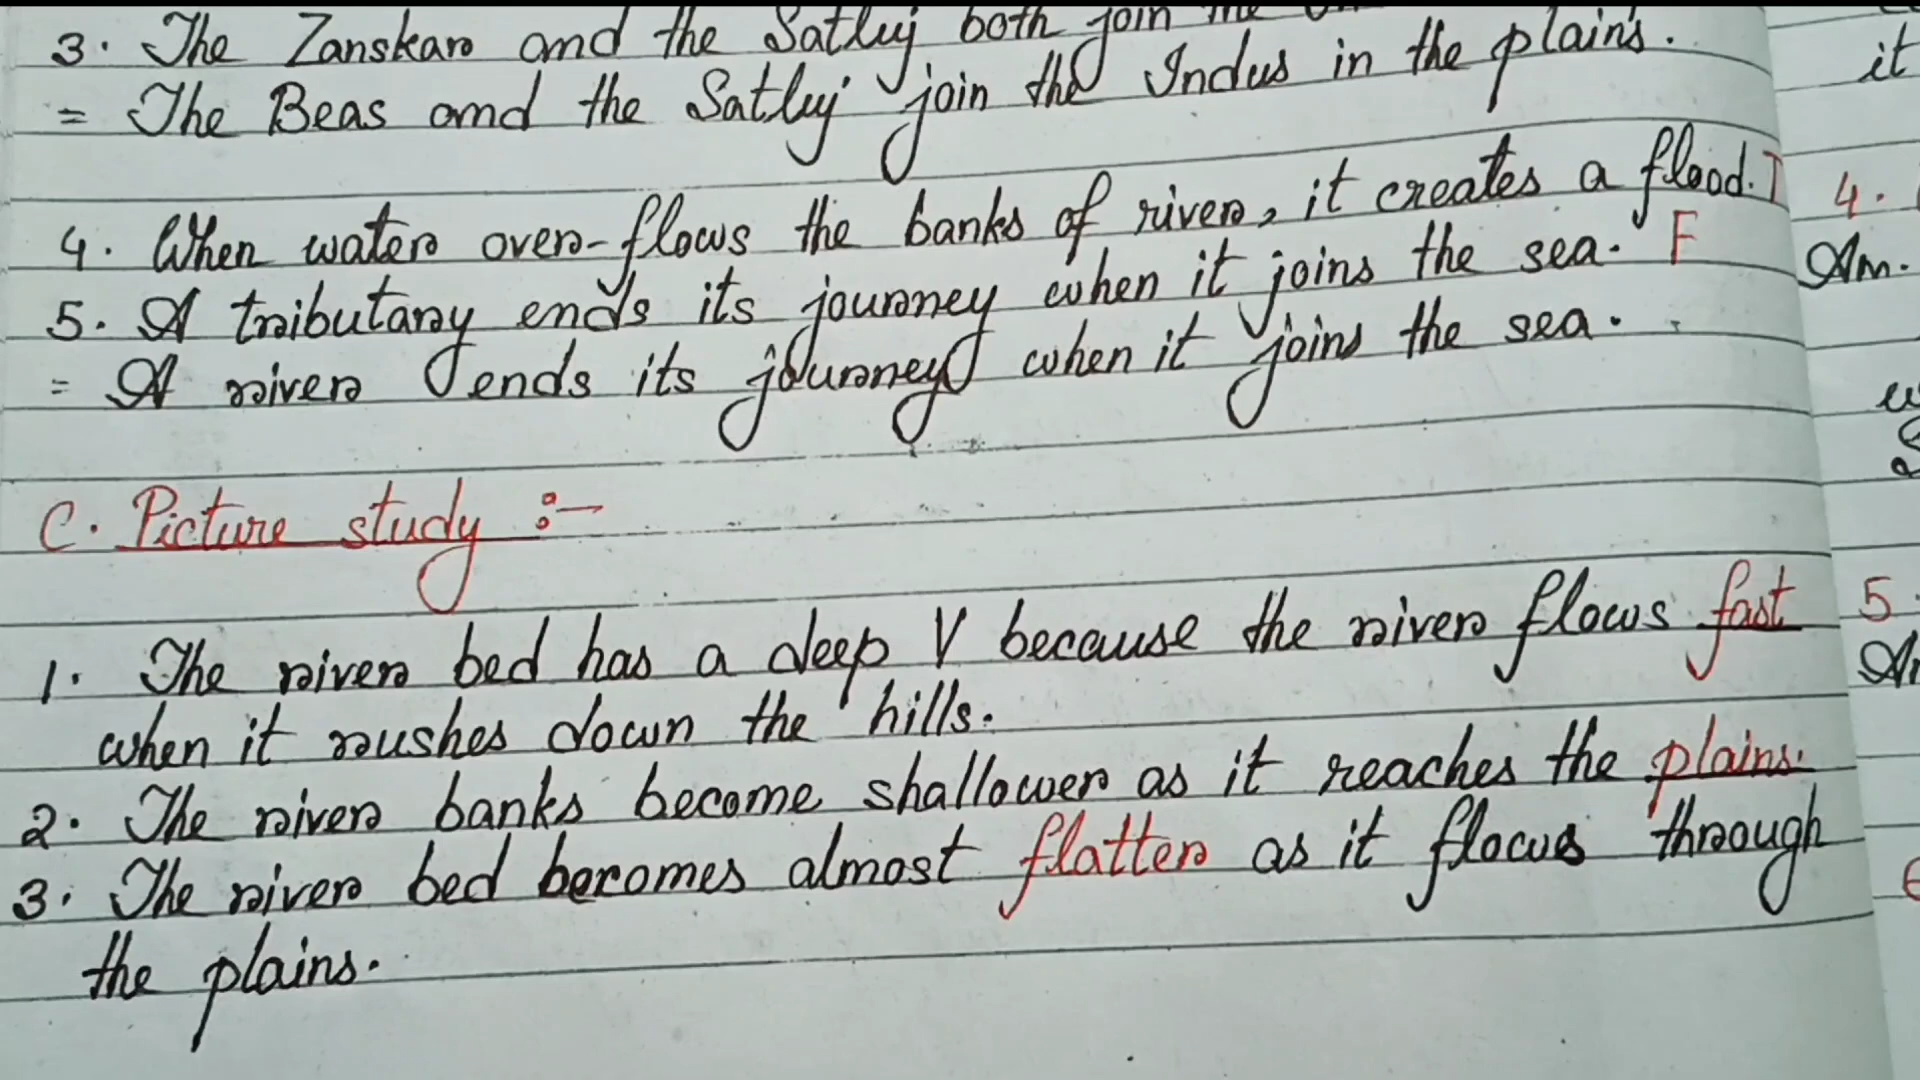 3. The Zanskar and the Satluj both join the
= The Beas and the Satluj join the Indus in the plains.
4. When water over-flows the banks of river, it creates a flood. T
5. A tributary ends its journey when it joins the sea. F
= A river ends its journey when it joins the sea.
C. Picture study :-
1. The river bed has a deep V because the river flows fast
when it rushes down the hills.
2. The river banks become shallower as it reaches the plains.
3. The river bed becomes almost flatter as it flows through
the plains.
it
4.
An.
5.